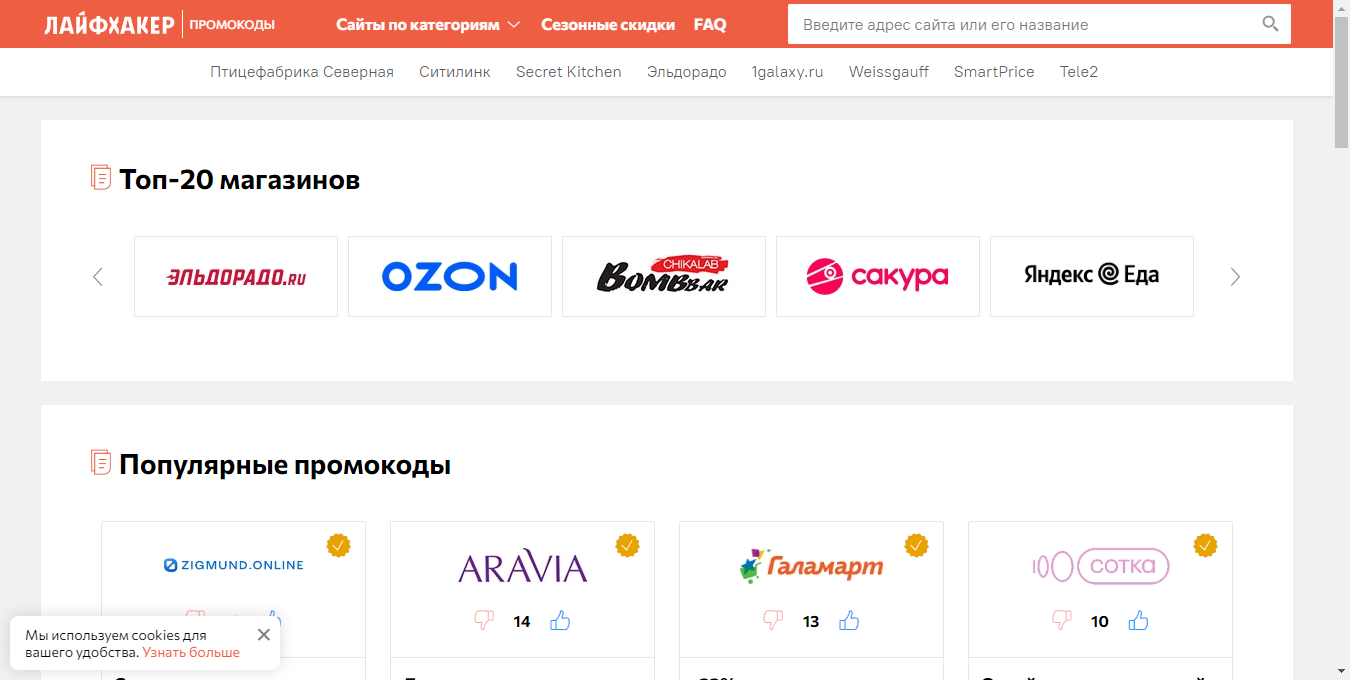 ЛАЙФХАКЕР ПРОМОКОДЫ Сайты по категориям Сезонные скидки FAQ Введите адрес сайта или его название
Птицефабрика Северная Ситилинк Secret Kitchen Эльдорадо 1galaxy.ru Weissgauff SmartPrice Tele2
Топ-20 магазинов
ЭЛЬДОРАДО.RU OZON CHIKALAB BOMBBAR сакура Яндекс Еда
Популярные промокоды
ZIGMUND.ONLINE ARAVIA Галамарт СОТКА
14 13 10
Мы используем cookies для
вашего удобства. Узнать больше